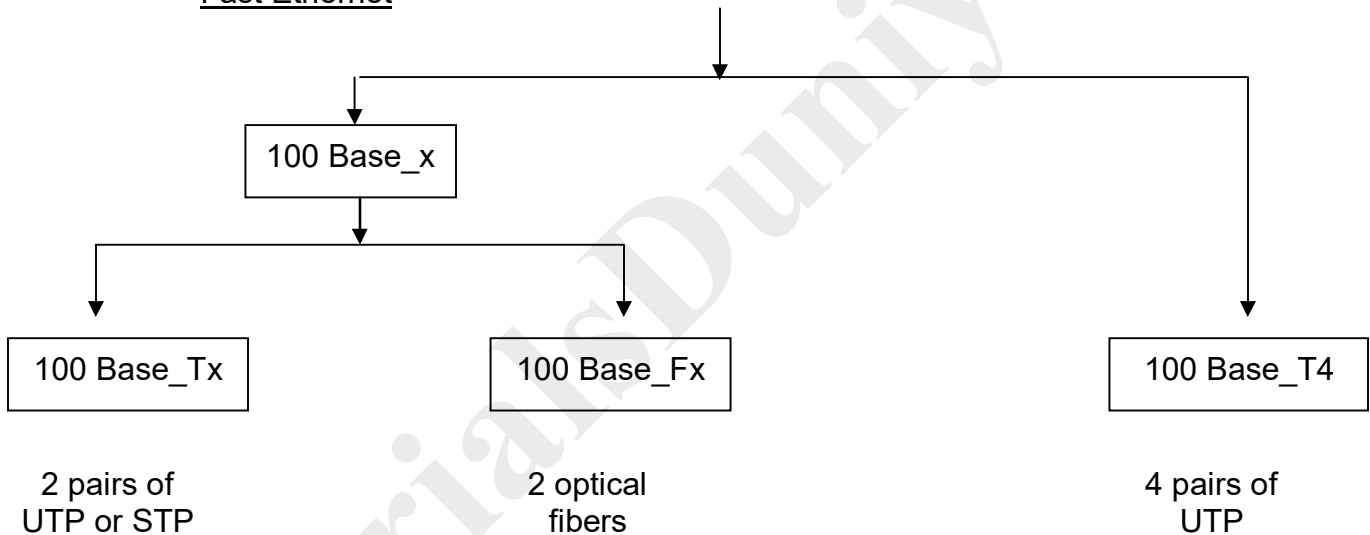 Fast Ethernet
100 Base_x
100 Base_Tx
100 Base_Fx
100 Base_T4
2 pairs of
UTP or STP
2 optical
fibers
4 pairs of
UTP